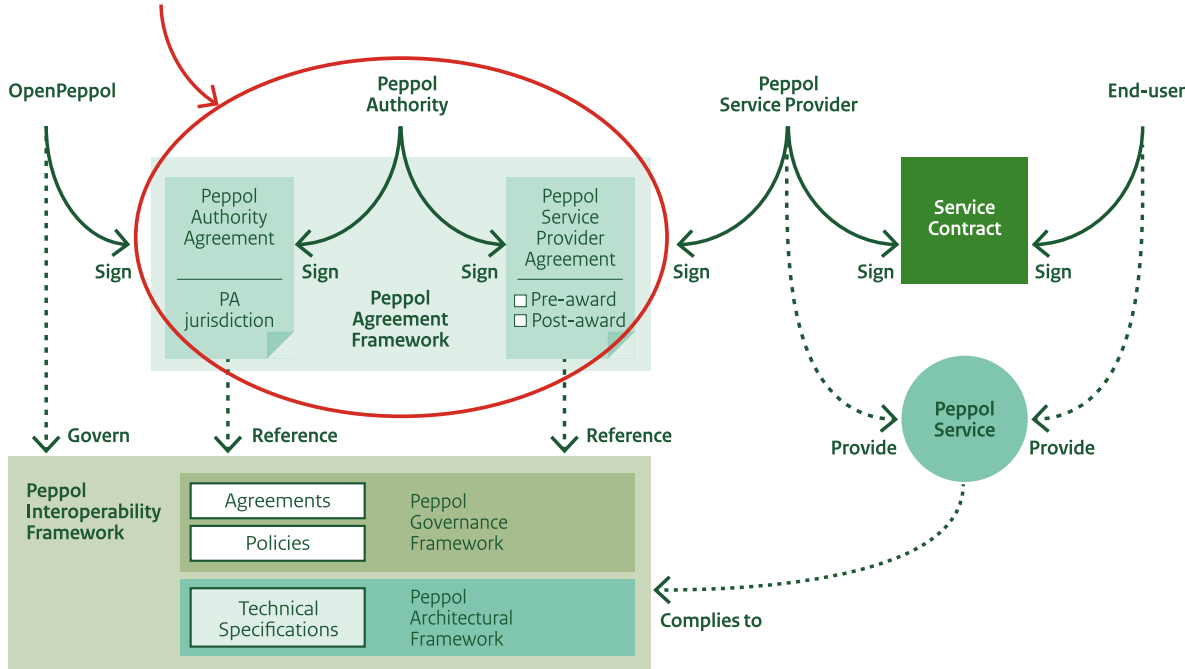 OpenPeppol
Peppol
Authority
Peppol
Service Provider
End-user
Peppol
Authority
Agreement
PA
jurisdiction
Peppol
Service
Provider
Agreement
Pre-award
Post-award
Service
Contract
Sign
Sign
Sign
Sign
Sign
Sign
Peppol
Agreement
Framework
Peppol
Service
Provide
Provide
Govern
Reference
Reference
Peppol
Interoperability
Framework
Agreements
Policies
Peppol
Governance
Framework
Technical
Specifications
Peppol
Architectural
Framework
Complies to